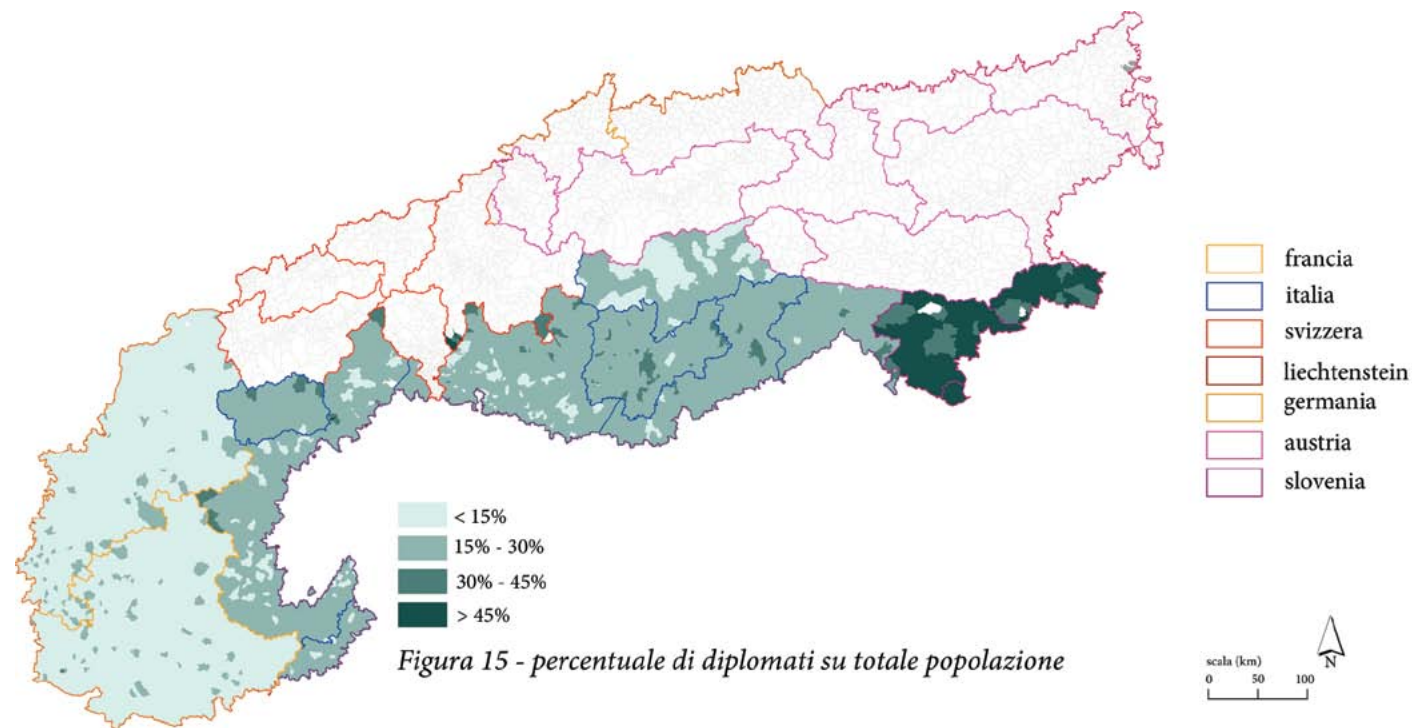 francia
italia
svizzera
liechtenstein
germania
austria
slovenia
< 15%
15% - 30%
30% - 45%
> 45%
Figura 15 - percentuale di diplomati su totale popolazione
scala (km)
0 50 100
N